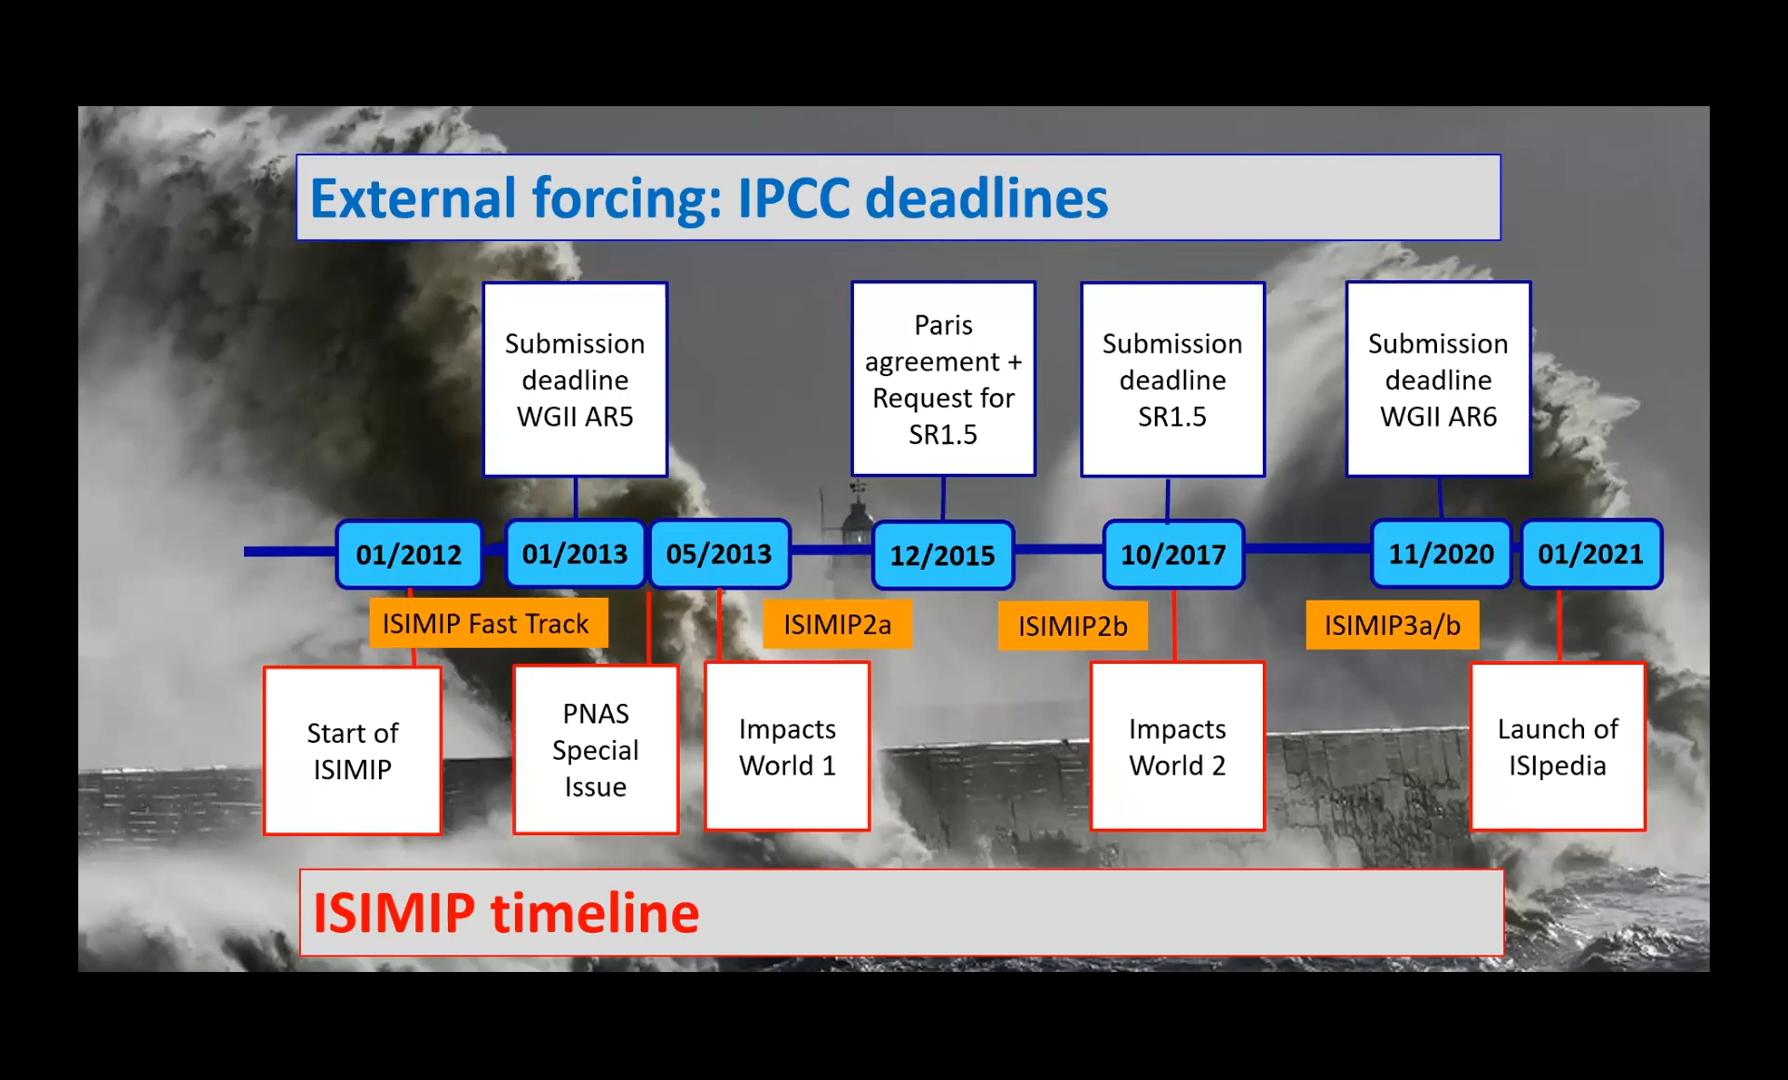 External forcing: IPCC deadlines
Submission
deadline
WGII AR5
Paris
agreement +
Request for
SR1.5
Submission
deadline
SR1.5
Submission
deadline
WGII AR6
01/2012
01/2013
05/2013
12/2015
10/2017
11/2020
01/2021
ISIMIP Fast Track
ISIMIP2a
ISIMIP2b
ISIMIP3a/b
Start of
ISIMIP
PNAS
Special
Issue
Impacts
World 1
Impacts
World 2
Launch of
ISIpedia
ISIMIP timeline